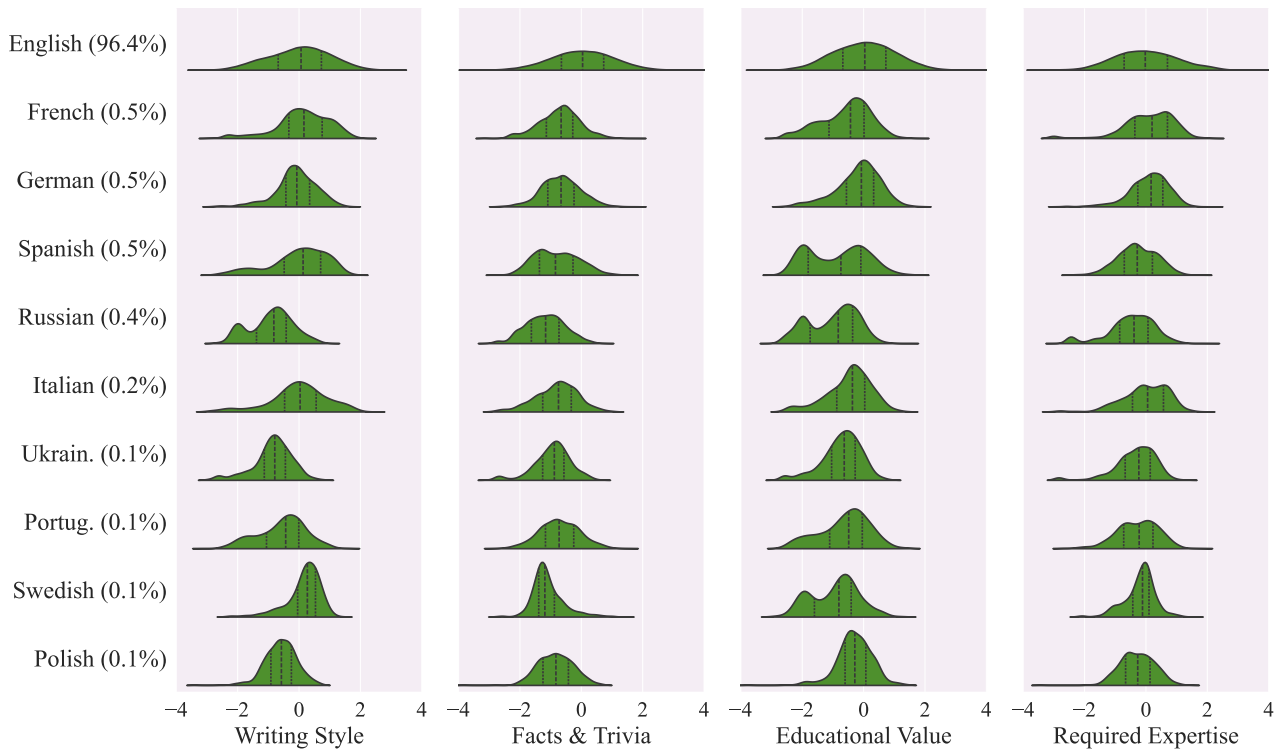 English (96.4%)
French (0.5%)
German (0.5%)
Spanish (0.5%)
Russian (0.4%)
Italian (0.2%)
Ukrain. (0.1%)
Portug. (0.1%)
Swedish (0.1%)
Polish (0.1%)
−4 −2 0 2 4
Writing Style
−4 −2 0 2 4
Facts & Trivia
−4 −2 0 2 4
Educational Value
−4 −2 0 2 4
Required Expertise